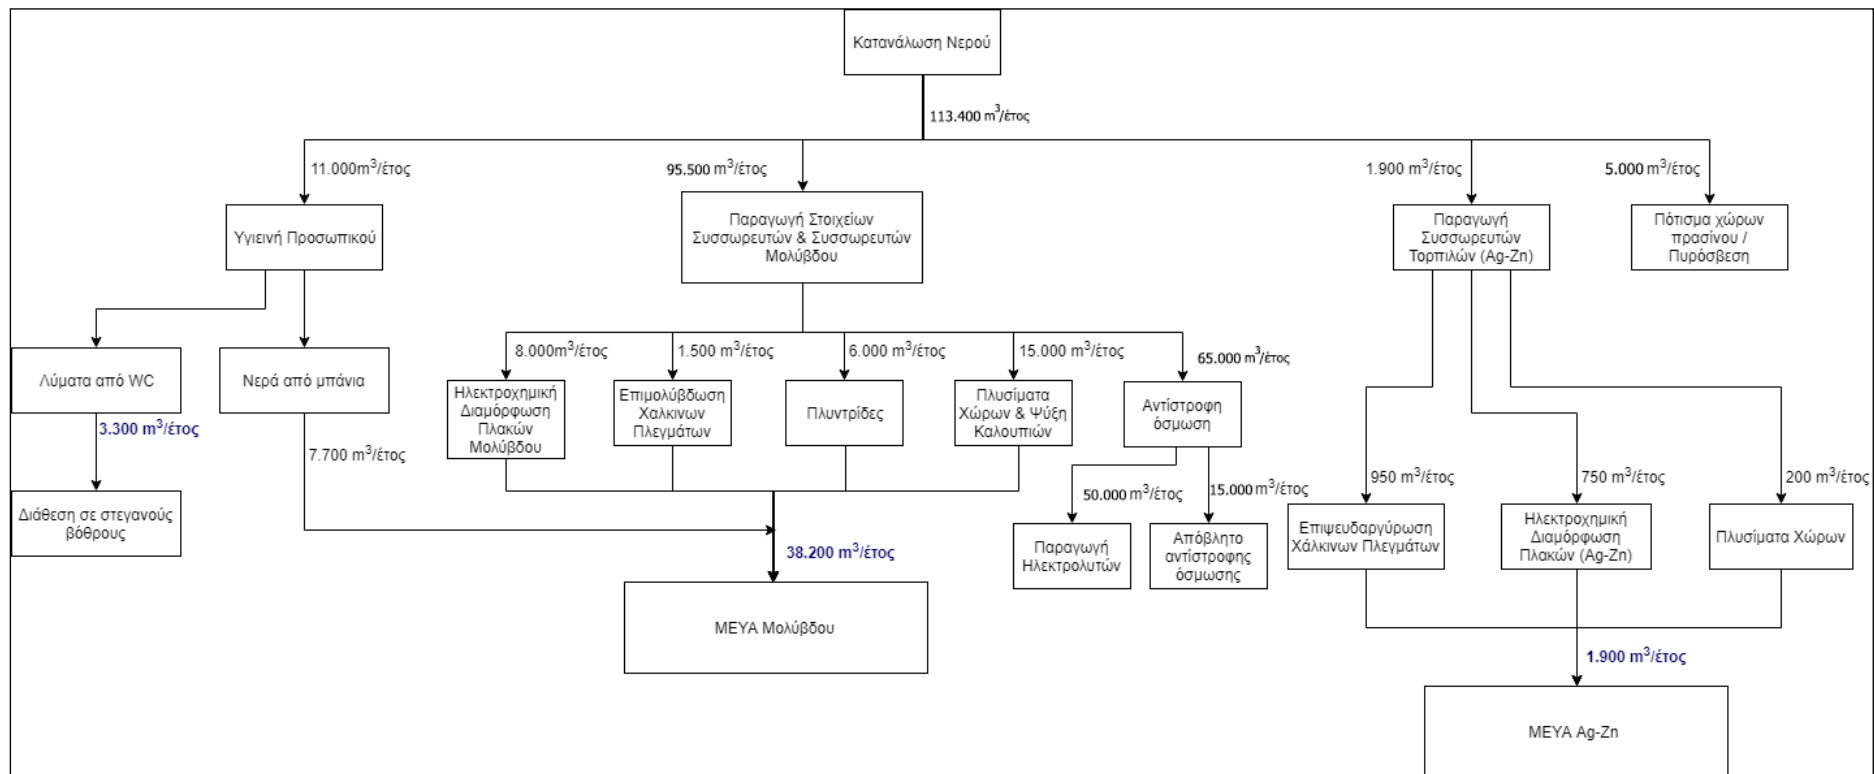 Κατανάλωση Νερού
113.400 m³/έτος
11.000m³/έτος
95.500 m³/έτος
1.900 m³/έτος
5.000 m³/έτος
Υγιεινή Προσωπικού
Παραγωγή Στοιχείων
Συσσωρευτών & Συσσωρευτών
Μολύβδου
Παραγωγή
Συσσωρευτών
Τορπιλών (Ag-Zn)
Πότισμα χώρων
πρασίνου /
Πυρόσβεση
8.000m³/έτος
1.500 m³/έτος
6.000 m³/έτος
15.000 m³/έτος
65.000 m³/έτος
Λύματα από WC
Νερά από μπάνια
Ηλεκτροχημική
Διαμόρφωση
Πλακών
Μολύβδου
Επιμολύβδωση
Χαλκινων
Πλεγμάτων
Πλυντρίδες
Πλυσίματα
Χώρων & Ψύξη
Καλουπιών
Αντίστροφη
όσμωση
3.300 m³/έτος
7.700 m³/έτος
50.000 m³/έτος
15.000 m³/έτος
950 m³/έτος
750 m³/έτος
200 m³/έτος
Διάθεση σε στεγανούς
βόθρους
Παραγωγή
Ηλεκτρολυτών
Απόβλητο
αντίστροφης
όσμωσης
Επιψευδαργύρωση
Χάλκινων Πλεγμάτων
Ηλεκτροχημική
Διαμόρφωση
Πλακών (Ag-Zn)
Πλυσίματα Χώρων
38.200 m³/έτος
ΜΕΥΑ Μολύβδου
1.900 m³/έτος
ΜΕΥΑ Ag-Zn